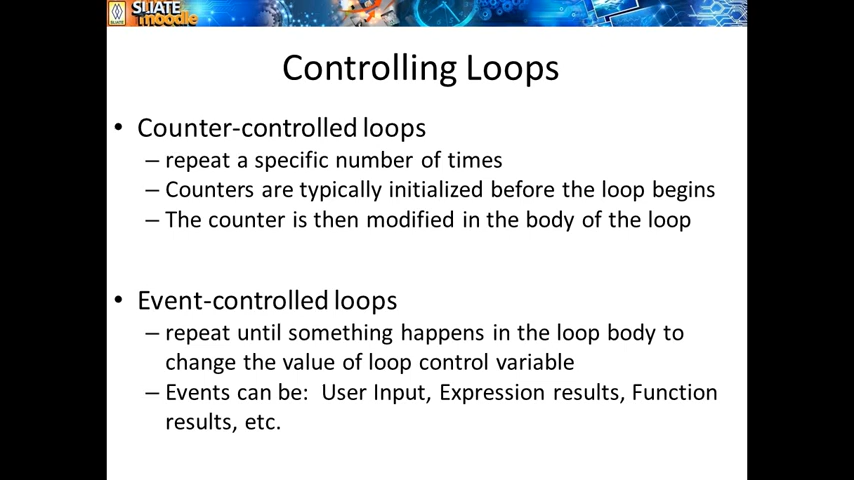 SLIATE
moodle
SLIATE
Controlling Loops
• Counter-controlled loops
– repeat a specific number of times
– Counters are typically initialized before the loop begins
– The counter is then modified in the body of the loop
• Event-controlled loops
– repeat until something happens in the loop body to
change the value of loop control variable
– Events can be: User Input, Expression results, Function
results, etc.